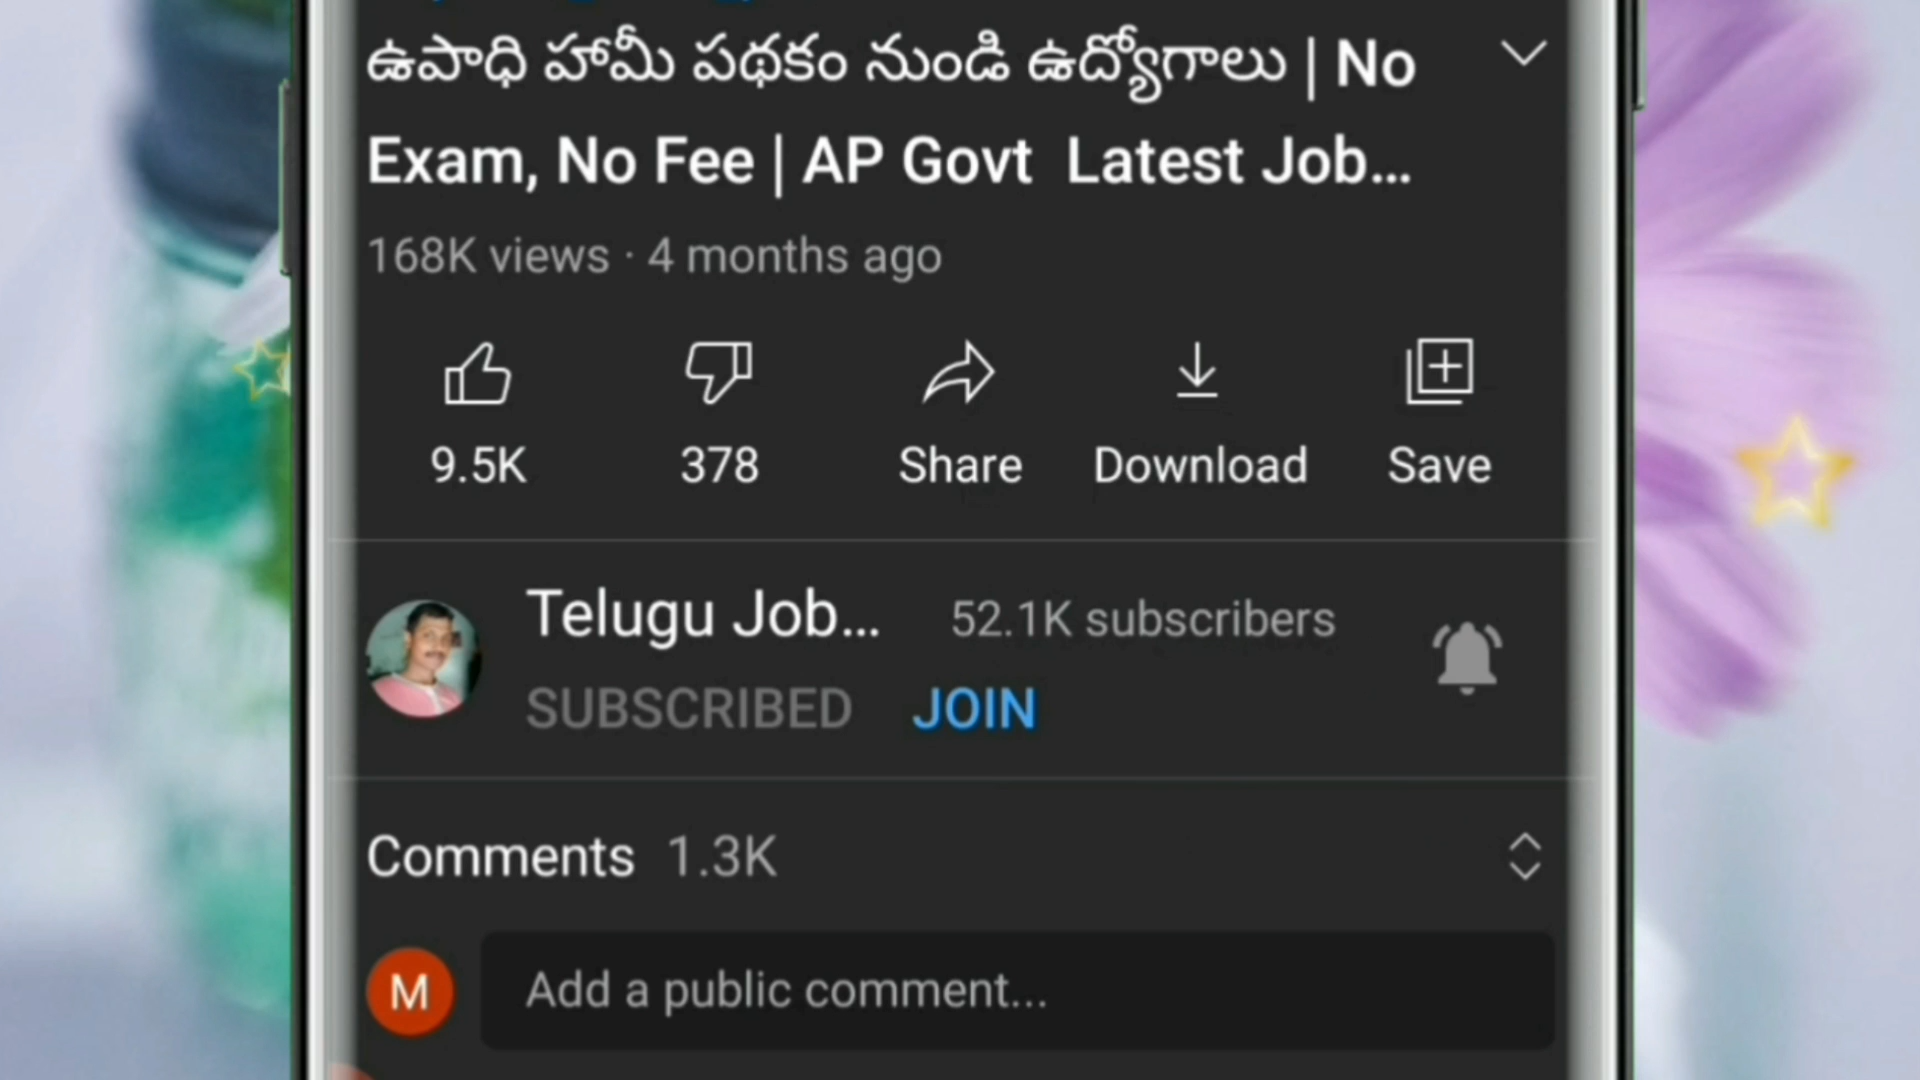 ఉపాధి హామీ పథకం నుండి ఉద్యోగాలు | No
Exam, No Fee | AP Govt Latest Job...
168K views · 4 months ago
9.5K 378 Share Download Save
Telugu Job... 52.1K subscribers
SUBSCRIBED JOIN
Comments 1.3K
M Add a public comment...